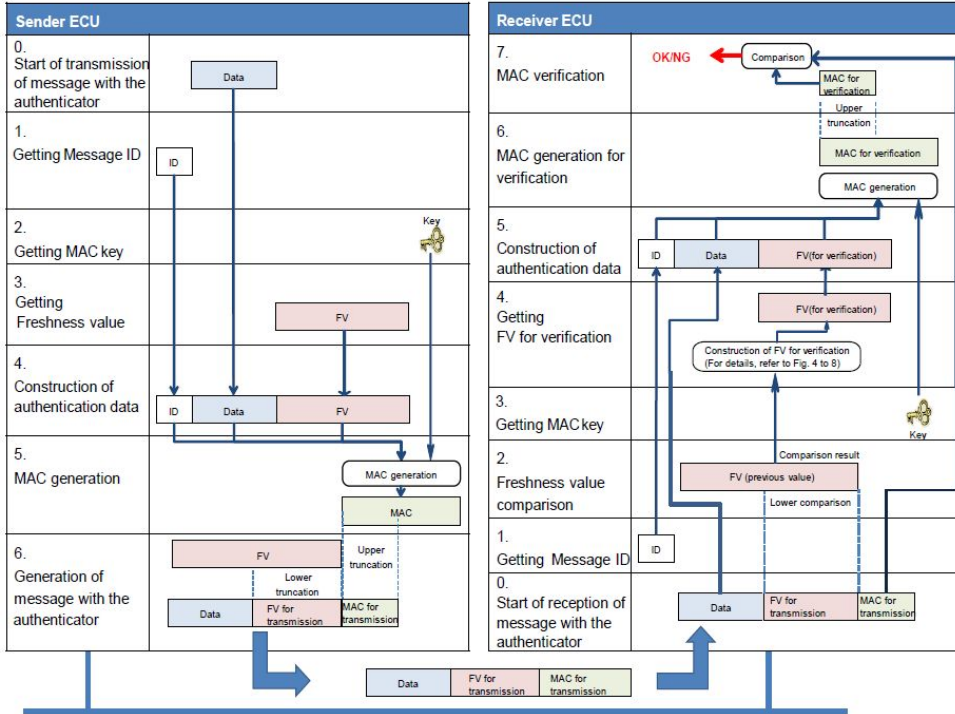 Sender ECU
0.
Start of transmission
of message with the
authenticator
Data
1.
Getting Message ID
ID
2.
Getting MAC key
Key
3.
Getting
Freshness value
FV
4.
Construction of
authentication data
ID
Data
FV
5.
MAC generation
MAC generation
MAC
6.
Generation of
message with the
authenticator
FV
Upper
truncation
Lower
truncation
Data
FV for
transmission
MAC for
transmission
Receiver ECU
7.
MAC verification
OK/NG
Comparison
MAC for
verification
Upper
truncation
6.
MAC generation for
verification
MAC for verification
MAC generation
5.
Construction of
authentication data
ID
Data
FV(for verification)
4.
Getting
FV for verification
FV(for verification)
Construction of FV for verification
(For details, refer to Fig. 4 to 8)
3.
Getting MAC key
Key
2.
Freshness value
comparison
Comparison result
FV (previous value)
Lower comparison
1.
Getting Message ID
ID
0.
Start of reception of
message with the
authenticator
Data
FV for
transmission
MAC for
transmission
Data
FV for
transmission
MAC for
transmission